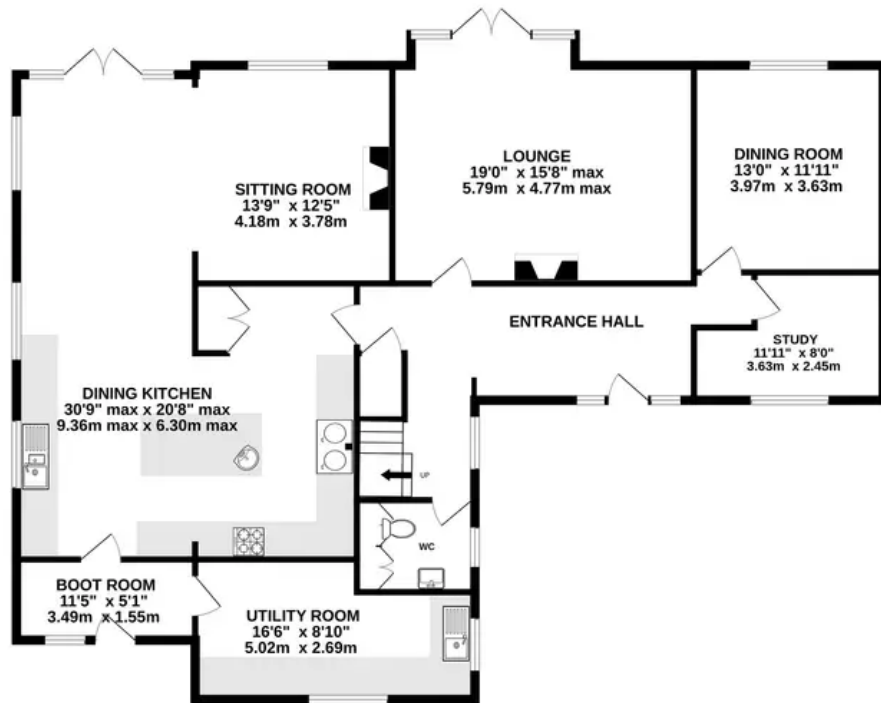 LOUNGE
19'0" x 15'8" max
5.79m x 4.77m max
DINING ROOM
13'0" x 11'11"
3.97m x 3.63m
SITTING ROOM
13'9" x 12'5"
4.18m x 3.78m
ENTRANCE HALL
STUDY
11'11" x 8'0"
3.63m x 2.45m
DINING KITCHEN
30'9" max x 20'8" max
9.36m max x 6.30m max
UP
WC
BOOT ROOM
11'5" x 5'1"
3.49m x 1.55m
UTILITY ROOM
16'6" x 8'10"
5.02m x 2.69m